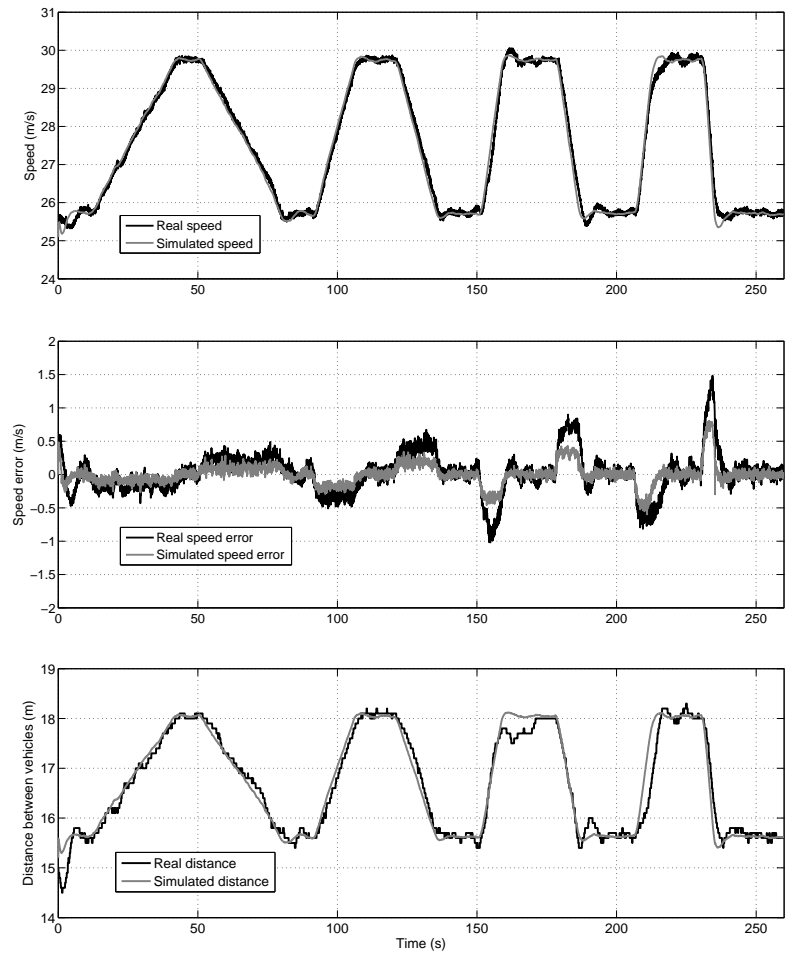 31
30
29
28
27
26
25
24
Speed (m/s)
Real speed
Simulated speed
0 50 100 150 200 250
2
1.5
1
0.5
0
−0.5
−1
−1.5
−2
Speed error (m/s)
Real speed error
Simulated speed error
0 50 100 150 200 250
19
18
17
16
15
14
Distance between vehicles (m)
Real distance
Simulated distance
0 50 100 150 200 250
Time (s)